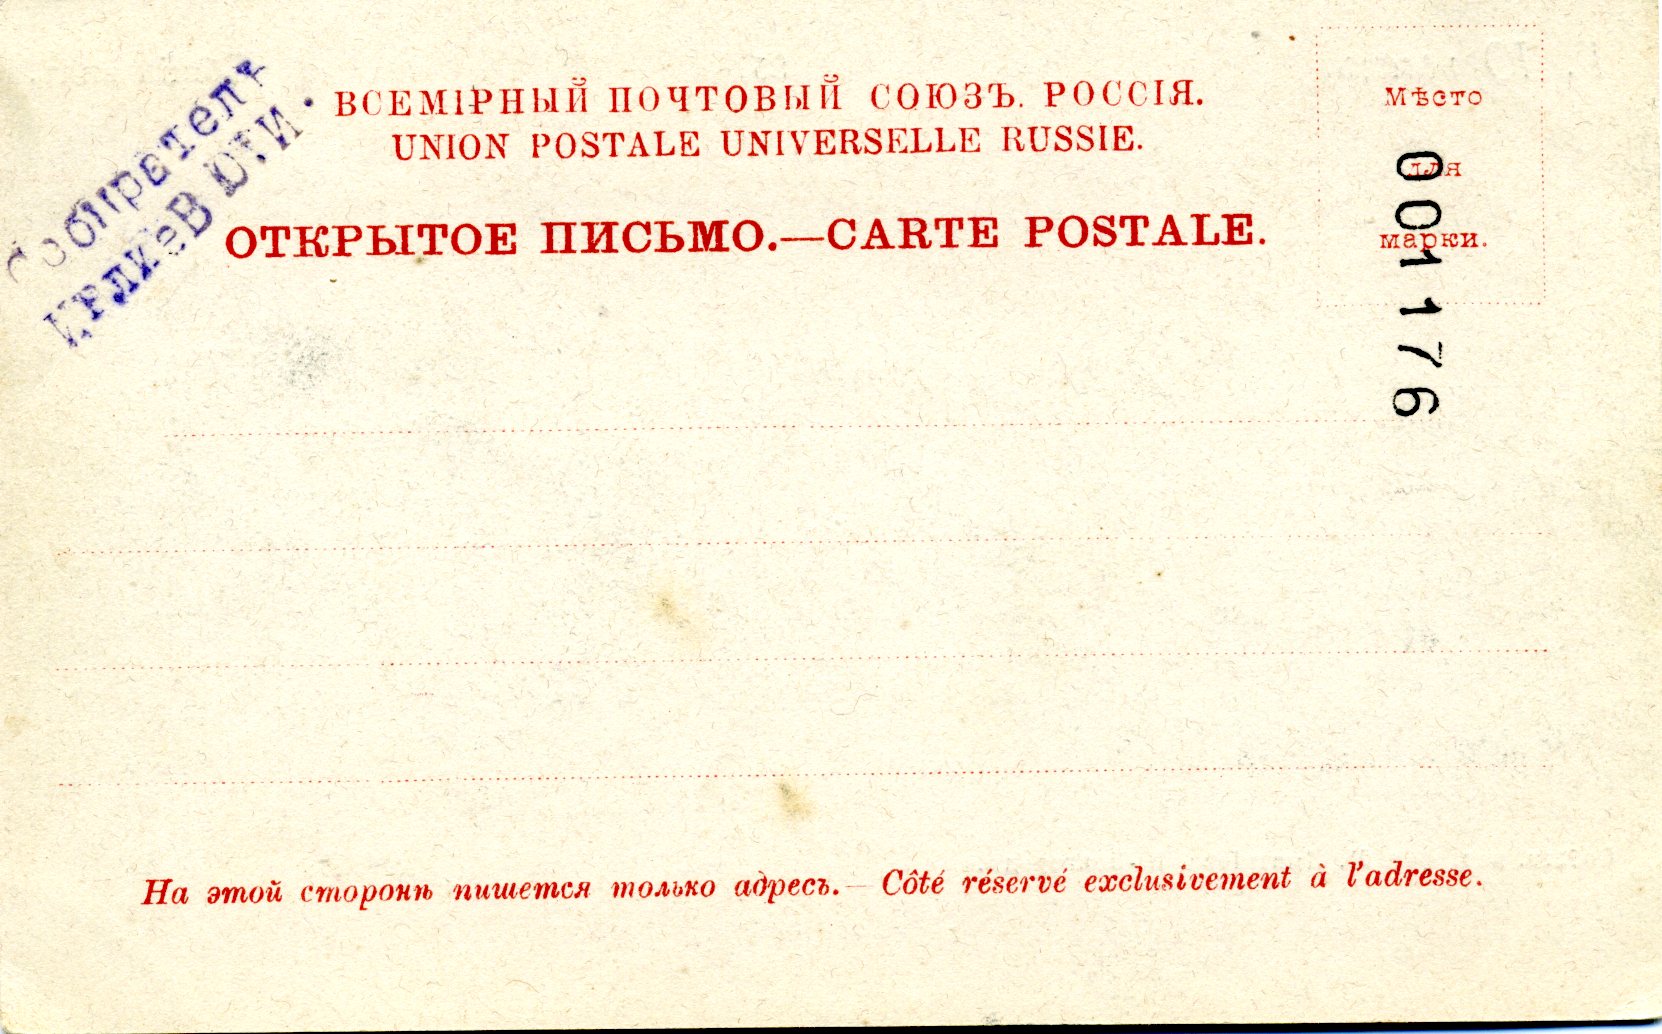 Собиратель
ВСЕМІРНЫЙ ПОЧТОВЫЙ СОЮЗЪ. РОССІЯ.
UNION POSTALE UNIVERSELLE RUSSIE.
ОТКРЫТОЕ ПИСЬМО.—CARTE POSTALE.
Мѣсто
для
марки.
001176
На этой сторонѣ пишется только адресъ. — Côté réservé exclusivement à l'adresse.